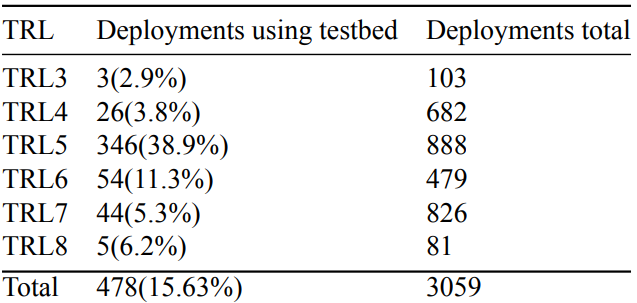 TRL Deployments using testbed Deployments total
TRL3 3(2.9%) 103
TRL4 26(3.8%) 682
TRL5 346(38.9%) 888
TRL6 54(11.3%) 479
TRL7 44(5.3%) 826
TRL8 5(6.2%) 81
Total 478(15.63%) 3059